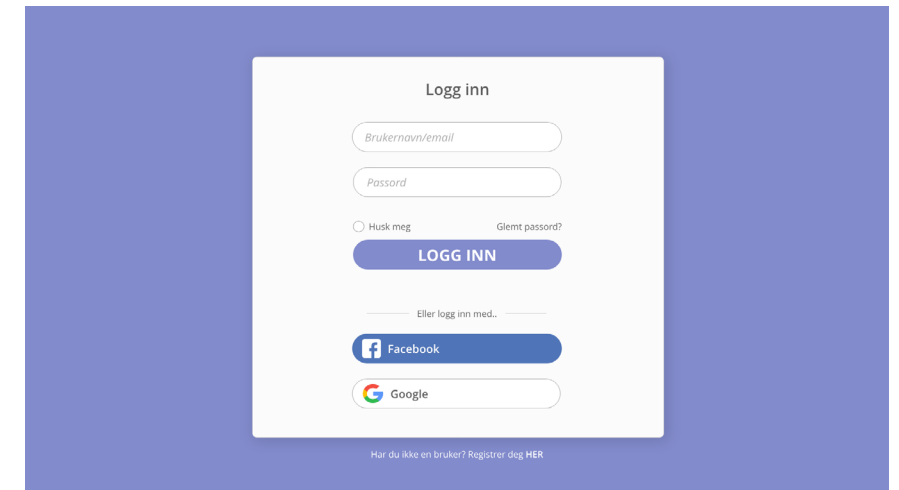 Logg inn
Brukernavn/email
Passord
Husk meg
Glemt passord?
LOGG INN
Eller logg inn med..
Facebook
Google
Har du ikke en bruker? Registrer deg HER